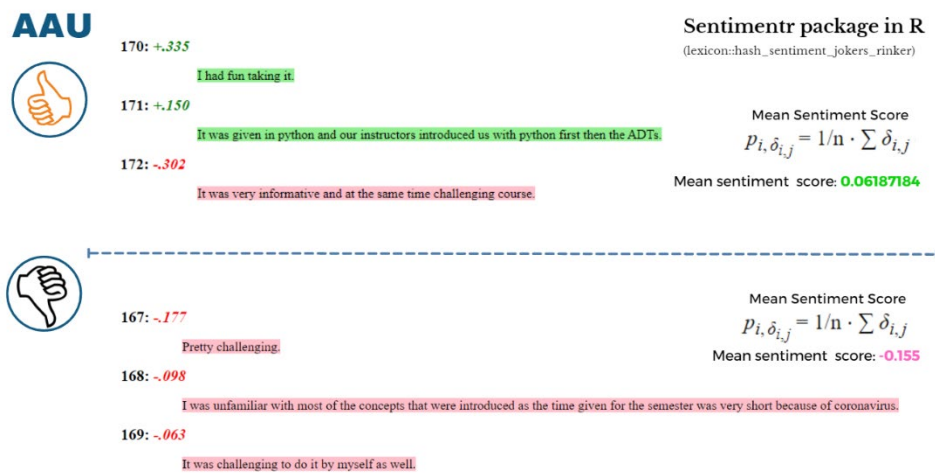 AAU
Sentimentr package in R
(lexicon::hash_sentiment_jokers_rinker)
170: +.335
I had fun taking it.
171: +.150
It was given in python and our instructors introduced us with python first then the ADTs.
172: -.302
It was very informative and at the same time challenging course.
Mean Sentiment Score
p_{i, δ_{i,j}} = 1/n · ∑ δ_{i,j}
Mean sentiment score: 0.06187184
167: -.177
Pretty challenging.
168: -.098
I was unfamiliar with most of the concepts that were introduced as the time given for the semester was very short because of coronavirus.
169: -.063
It was challenging to do it by myself as well.
Mean Sentiment Score
p_{i, δ_{i,j}} = 1/n · ∑ δ_{i,j}
Mean sentiment score: -0.155